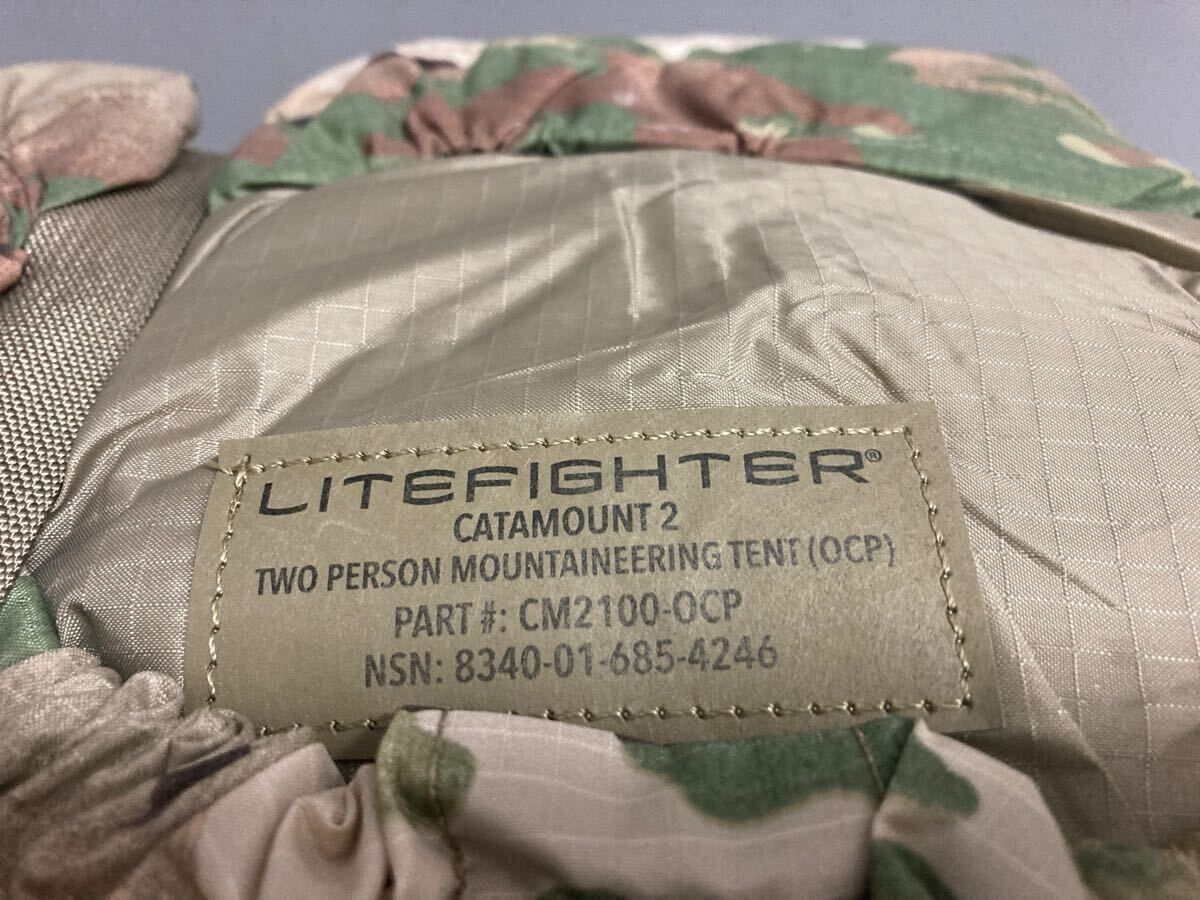 LITEFIGHTER®
CATAMOUNT 2
TWO PERSON MOUNTAINEERING TENT (OCP)
PART #: CM2100-OCP
NSN: 8340-01-685-4246